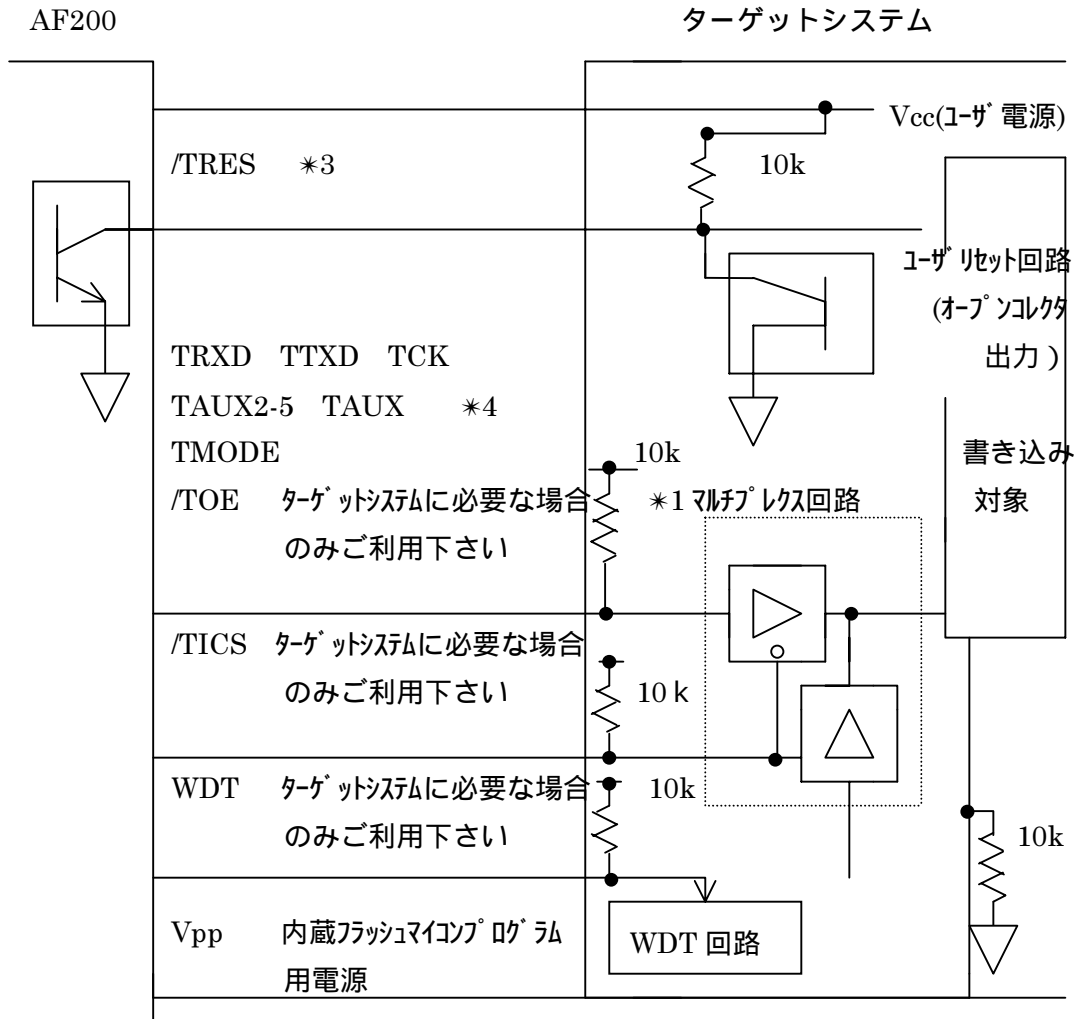 AF200
ターゲットシステム
Vcc(ﾕｰｻﾞ電源)
/TRES ＊3
10k
ﾕｰｻﾞﾘｾｯﾄ回路
(ｵｰﾌﾟﾝｺﾚｸﾀ
出力)
TRXD TTXD TCK
TAUX2-5 TAUX ＊4
TMODE
10k
書き込み
対象
/TOE ﾀｰｹﾞｯﾄｼｽﾃﾑに必要な場合
のみご利用下さい
＊1 ﾏﾙﾁﾌﾟﾚｸｽ回路
/TICS ﾀｰｹﾞｯﾄｼｽﾃﾑに必要な場合
のみご利用下さい
10ｋ
WDT ﾀｰｹﾞｯﾄｼｽﾃﾑに必要な場合
のみご利用下さい
10k
10k
Vpp 内蔵ﾌﾗｯｼｭﾏｲｺﾝﾌﾟﾛｸﾞﾗﾑ
用電源
WDT 回路